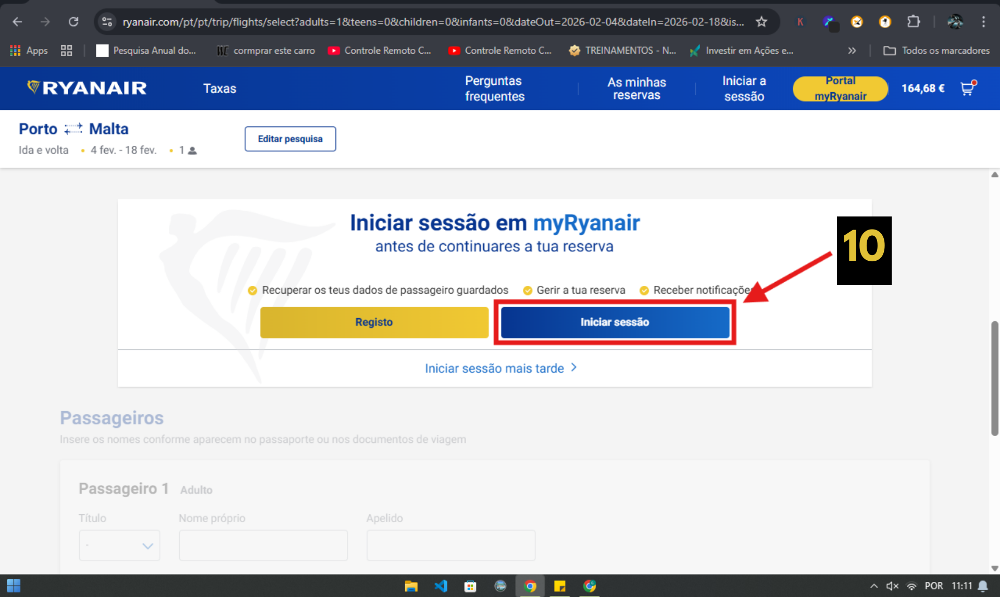 ryanair.com/pt/pt/trip/flights/select?adults=1&teens=0&children=0&infants=0&dateOut=2026-02-04&dateIn=2026-02-18&is...
K
Apps
Pesquisa Anual do...
cormprar este carro
Controle Remoto C...
Controle Remoto C...
TREINAMENTOS - N...
Investir em Ações e...
Todos os marcadores
RYANAIR
Taxas
Perguntas
frequentes
As minhas
reservas
Iniciar a
sessão
Portal
myRyanair
164,68 €
Porto Malta
Editar pesquisa
Ida e volta • 4 fev. - 18 fev. • 1
Iniciar sessão em myRyanair
antes de continuares a tua reserva
10
Recuperar os teus dados de passageiro guardados
Gerir a tua reserva
Receber notificações
Registo
Iniciar sessão
Iniciar sessão mais tarde >
Passageiros
Insere os nomes conforme aparecem no passaporte ou nos documentos de viagem
Passageiro 1 Adulto
Título
Nome próprio
Apelido
-
POR
11:11